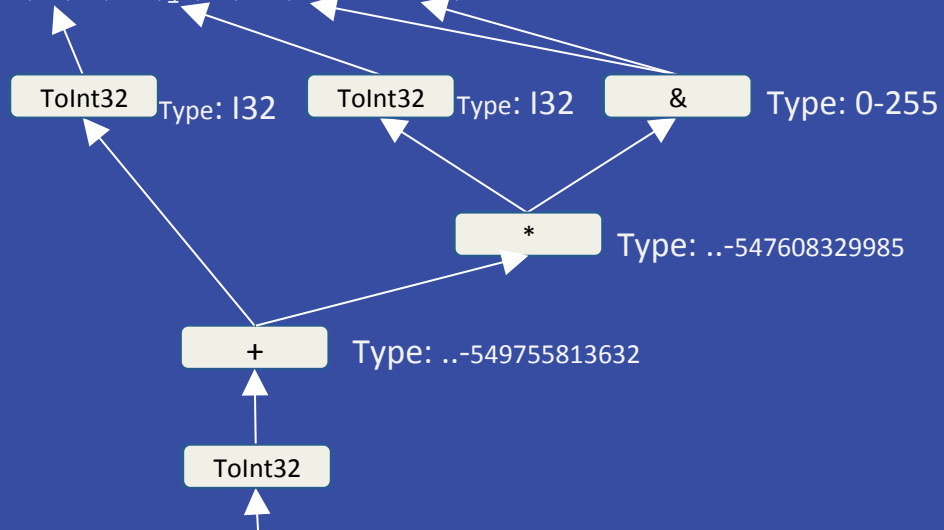 ToInt32 Type: I32 ToInt32 Type: I32 & Type: 0-255
* Type: ..-547608329985
+ Type: ..-549755813632
ToInt32